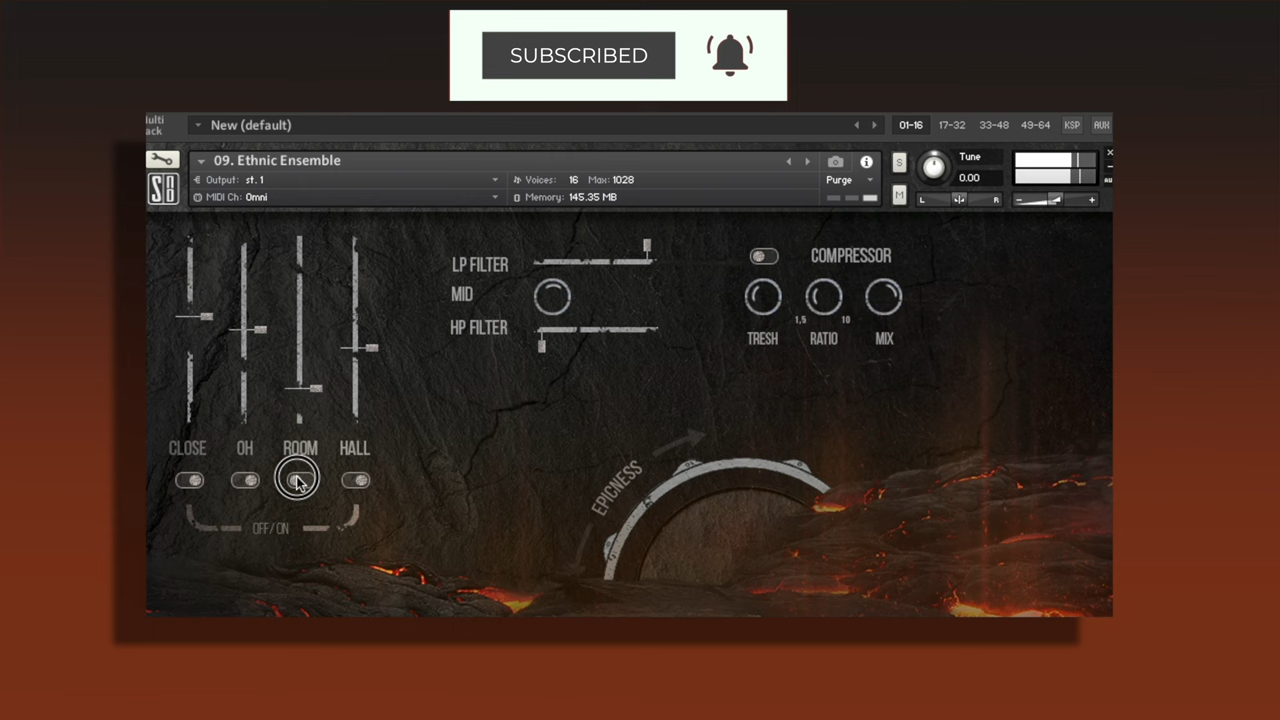 SUBSCRIBED
ulti
ack
New (default)
01-16 17-32 33-48 49-64 KSP AUX
09. Ethnic Ensemble
Output: st. 1
Voices: 16 Max: 1028
Purge
MIDI Ch: Omni
Memory: 145.35 MB
S
M
Tune
0.00
L R
- +
LP FILTER
MID
HP FILTER
COMPRESSOR
1,5 10
TRESH RATIO MIX
CLOSE OH ROOM HALL
OFF/ON
EPICNESS